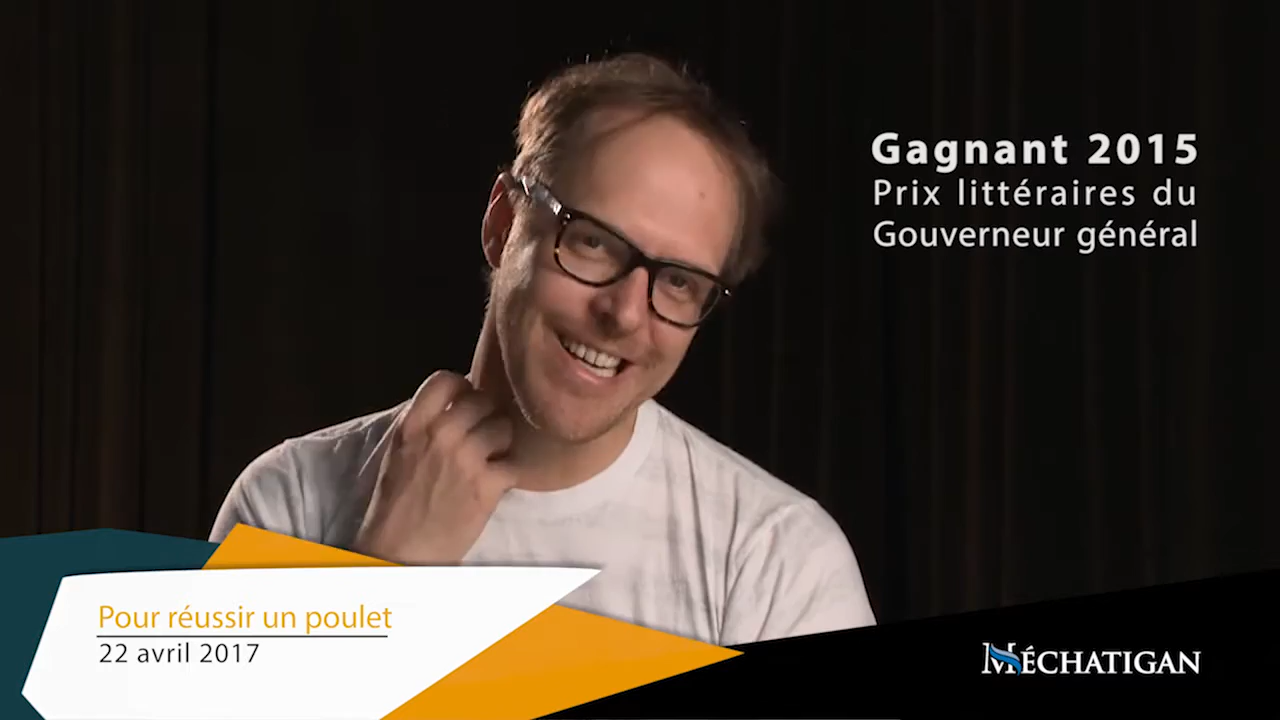 Gagnant 2015
Prix littéraires du
Gouverneur général
Pour réussir un poulet
22 avril 2017
MÉCHATIGAN